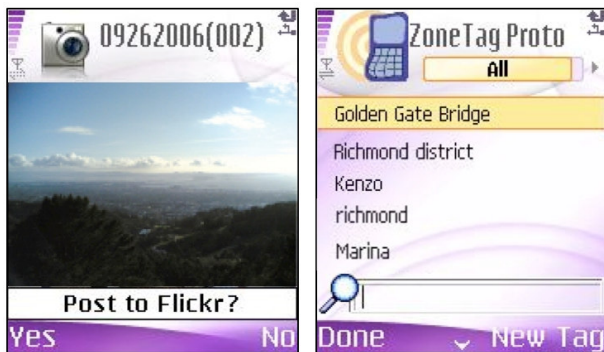 09262006(002)
Post to Flickr?
Yes No
ZoneTag Proto
All
Golden Gate Bridge
Richmond district
Kenzo
richmond
Marina
Done New Tag